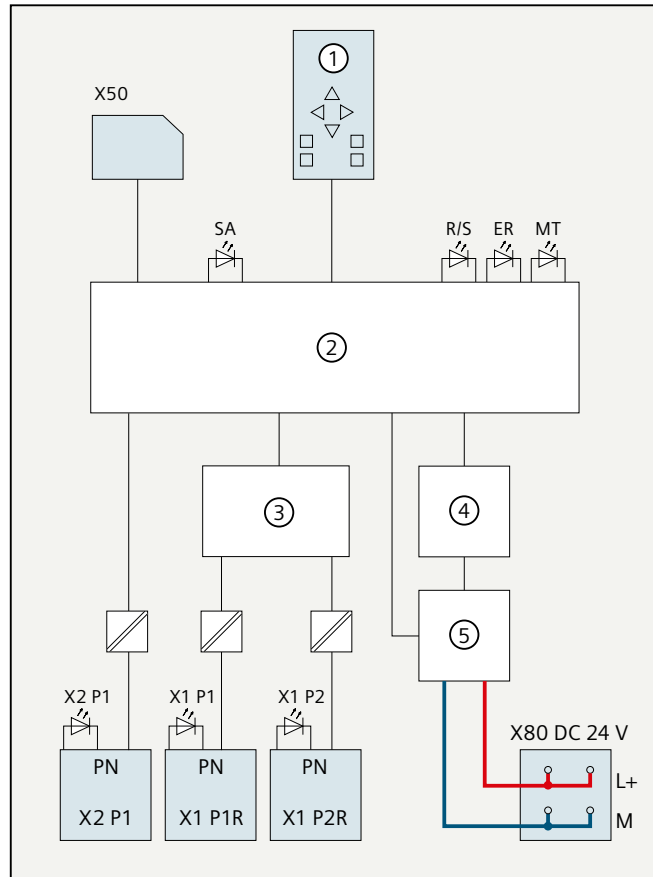 ①
X50
SA
R/S ER MT
②
③
④
⑤
X2 P1
X1 P1
X1 P2
X80 DC 24 V
PN
X2 P1
PN
X1 P1R
PN
X1 P2R
L+
M